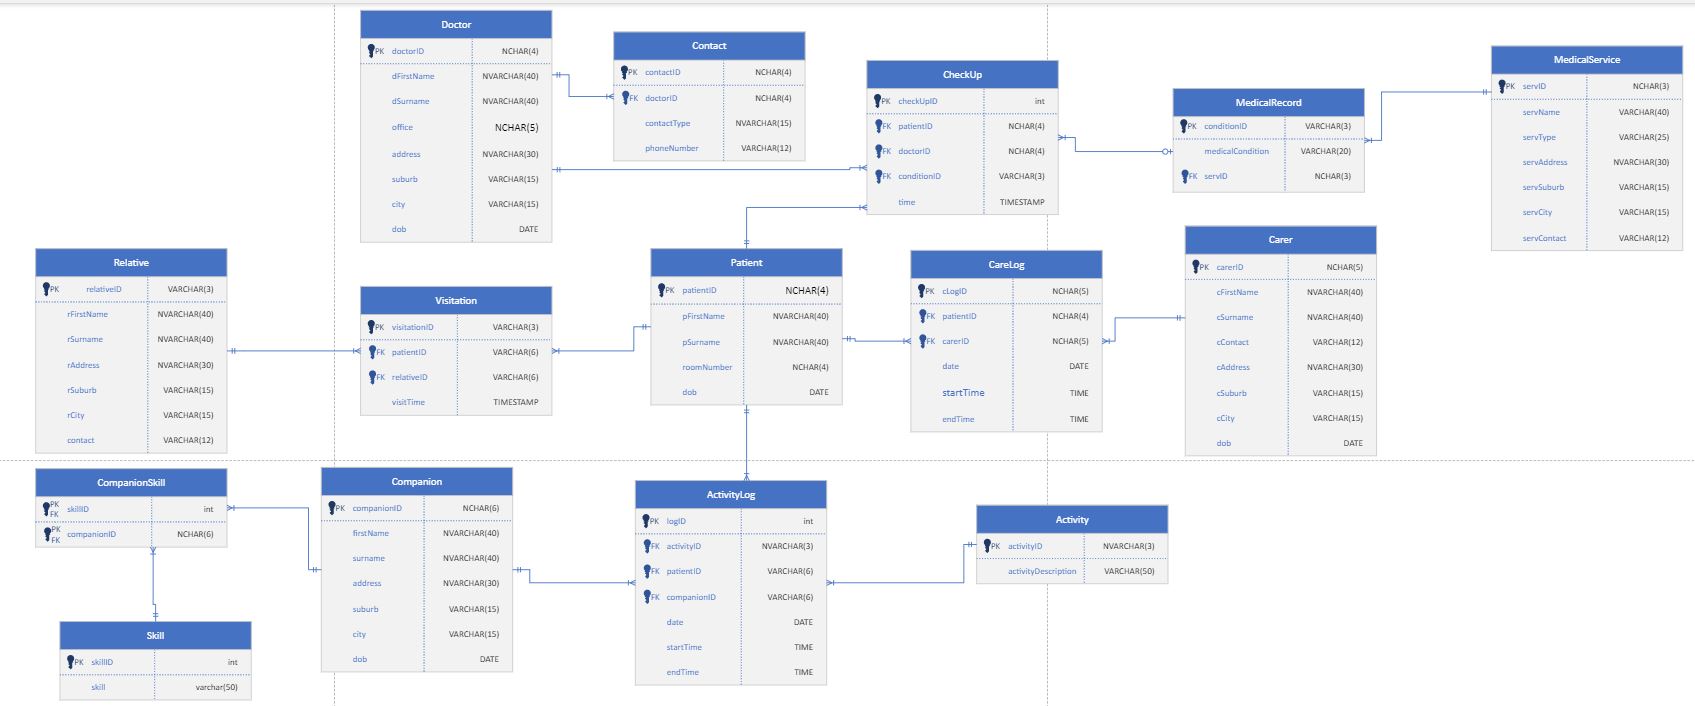 Doctor
PK doctorID NCHAR(4)
dFirstName NVARCHAR(40)
dSurname NVARCHAR(40)
office NCHAR(5)
address NVARCHAR(30)
suburb VARCHAR(15)
city VARCHAR(15)
dob DATE
Contact
PK contactID NCHAR(4)
FK doctorID NCHAR(4)
contactType NVARCHAR(15)
phoneNumber VARCHAR(12)
CheckUp
PK checkUpID int
FK patientID NCHAR(4)
FK doctorID NCHAR(4)
FK conditionID VARCHAR(3)
time TIMESTAMP
MedicalRecord
PK conditionID VARCHAR(3)
medicalCondition VARCHAR(20)
FK servID NCHAR(3)
MedicalService
PK servID NCHAR(3)
servName VARCHAR(40)
servType VARCHAR(25)
servAddress NVARCHAR(30)
servSuburb VARCHAR(15)
servCity VARCHAR(15)
servContact VARCHAR(12)
Relative
PK relativeID VARCHAR(3)
rFirstName NVARCHAR(40)
rSurname NVARCHAR(40)
rAddress NVARCHAR(30)
rSuburb VARCHAR(15)
rCity VARCHAR(15)
contact VARCHAR(12)
Visitation
PK visitationID VARCHAR(3)
FK patientID VARCHAR(6)
FK relativeID VARCHAR(6)
visitTime TIMESTAMP
Patient
PK patientID NCHAR(4)
pFirstName NVARCHAR(40)
pSurname NVARCHAR(40)
roomNumber NCHAR(4)
dob DATE
CareLog
PK cLogID NCHAR(5)
FK patientID NCHAR(4)
FK carerID NCHAR(5)
date DATE
startTime TIME
endTime TIME
Carer
PK carerID NCHAR(5)
cFirstName NVARCHAR(40)
cSurname NVARCHAR(40)
cContact VARCHAR(12)
cAddress NVARCHAR(30)
cSuburb VARCHAR(15)
cCity VARCHAR(15)
dob DATE
CompanionSkill
PK FK skillID int
PK FK companionID NCHAR(6)
Companion
PK companionID NCHAR(6)
firstName NVARCHAR(40)
surname NVARCHAR(40)
address NVARCHAR(30)
suburb VARCHAR(15)
city VARCHAR(15)
dob DATE
ActivityLog
PK logID int
FK activityID NVARCHAR(3)
FK patientID VARCHAR(6)
FK companionID VARCHAR(6)
date DATE
startTime TIME
endTime TIME
Activity
PK activityID NVARCHAR(3)
activityDescription VARCHAR(50)
Skill
PK skillID int
skill varchar(50)